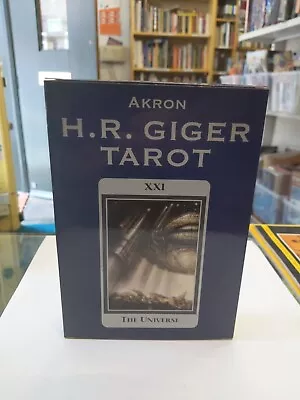 AKRON
H.R. GIGER
TAROT
XXI
THE UNIVERSE